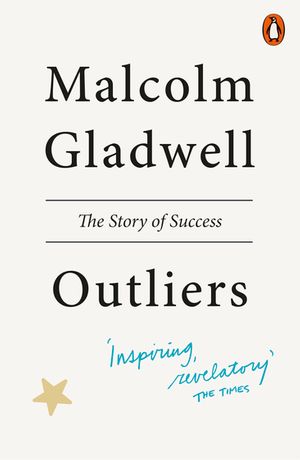 Malcolm
Gladwell
The Story of Success
Outliers
'Inspiring,
revelatory'
THE TIMES